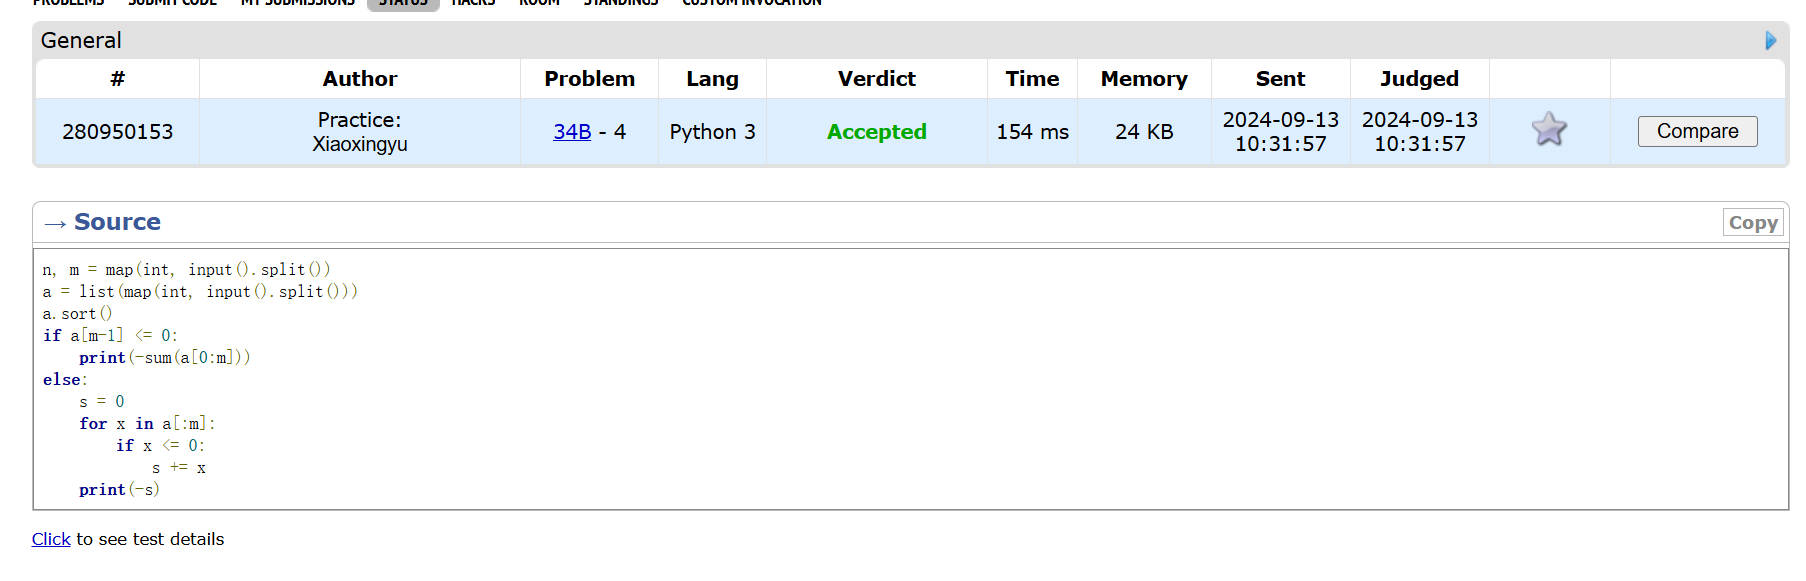 PROBLEMS SUBMIT CODE MY SUBMISSIONS STATUS HACKS ROOM STANDINGS CUSTOM INVOCATION
General
# Author Problem Lang Verdict Time Memory Sent Judged
280950153 Practice: Xiaoxingyu 34B - 4 Python 3 Accepted 154 ms 24 KB 2024-09-13 10:31:57 2024-09-13 10:31:57 Compare
→ Source Copy
n, m = map(int, input().split())
a = list(map(int, input().split()))
a.sort()
if a[m-1] <= 0:
    print(-sum(a[0:m]))
else:
    s = 0
    for x in a[:m]:
        if x <= 0:
            s += x
    print(-s)
Click to see test details